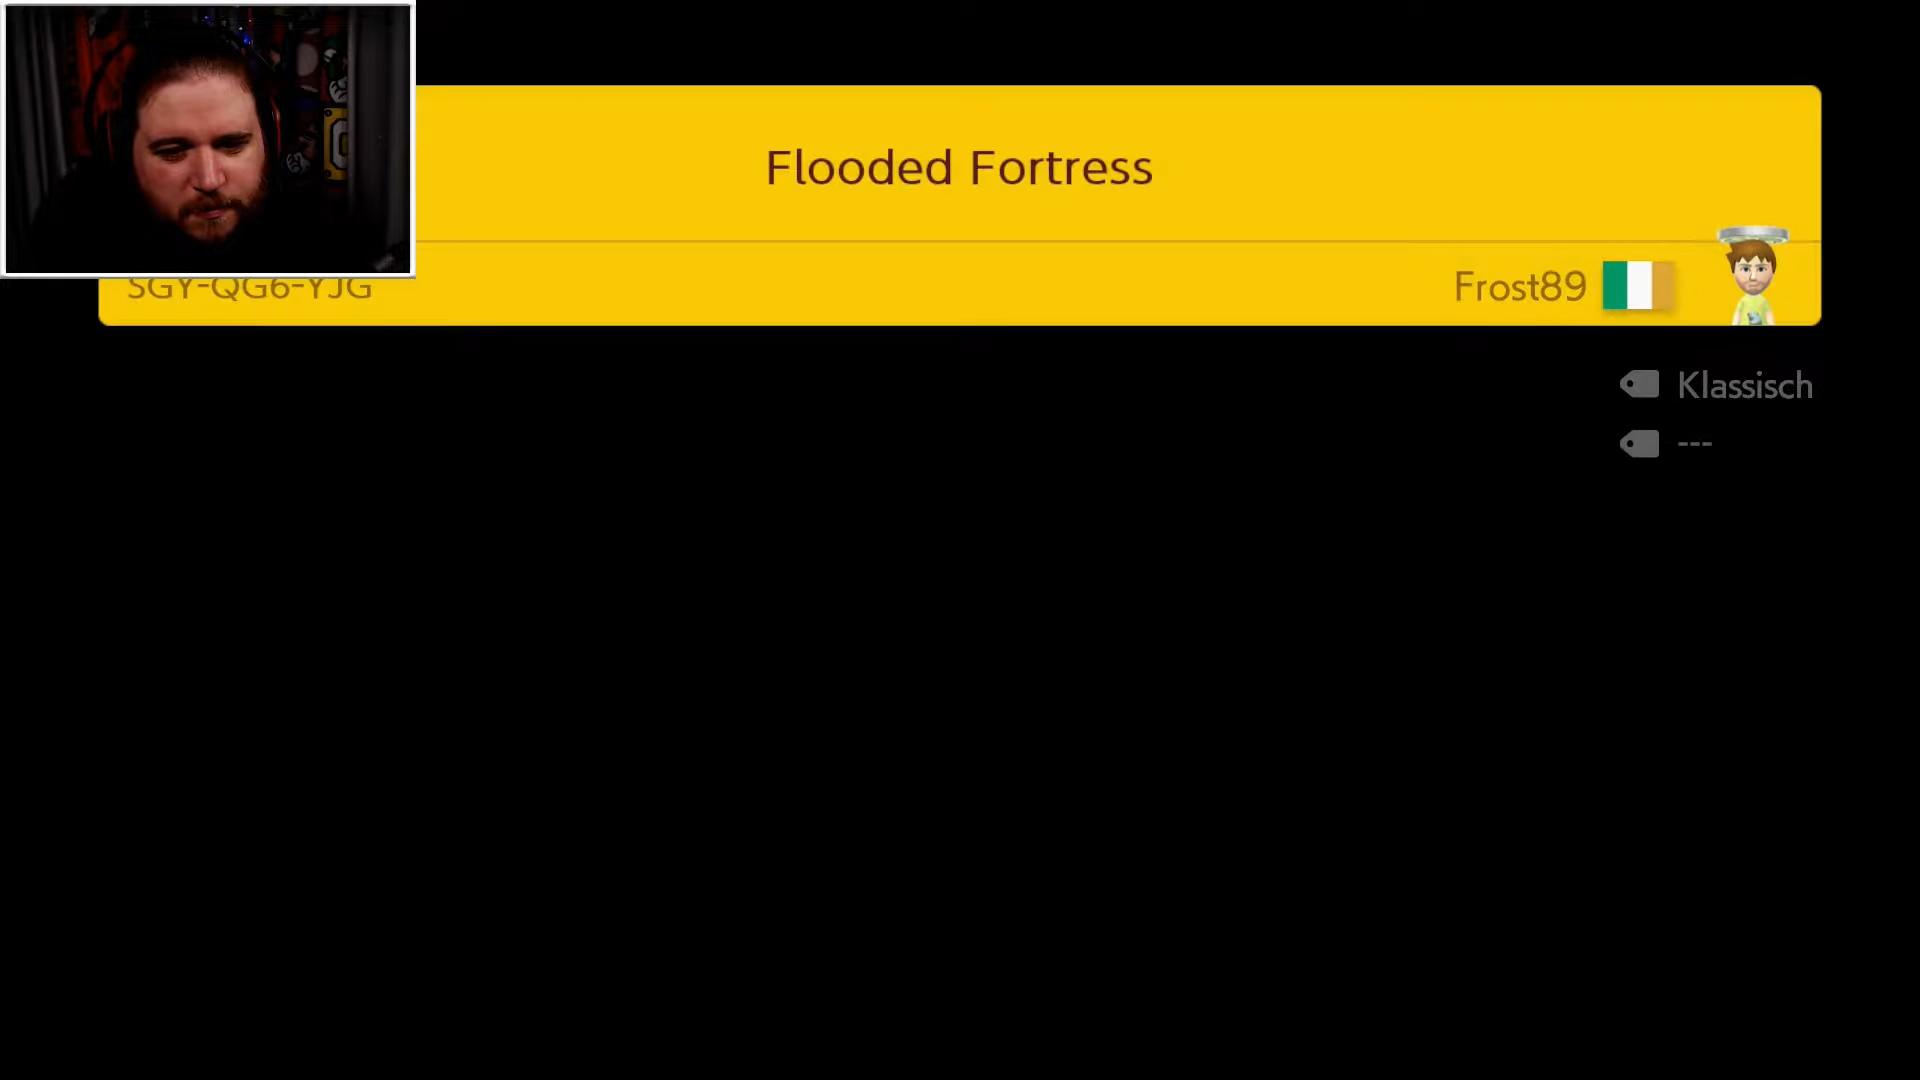 Flooded Fortress
SGY-QG6-YJG
Frost89
Klassisch
---